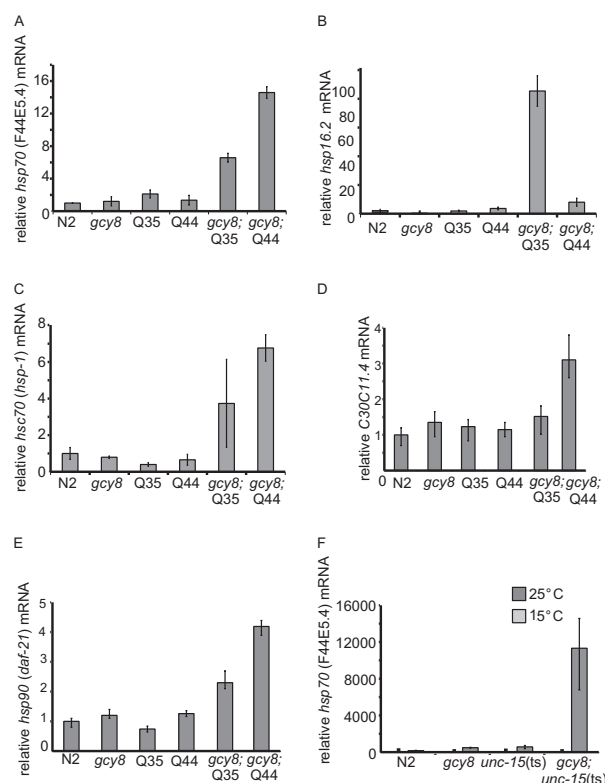 A
relative hsp70 (F44E5.4) mRNA
16
12
8
4
0
N2
gcy8
Q35
Q44
gcy8;
Q35
gcy8;
Q44
B
relative hsp16.2 mRNA
100
80
60
40
20
0
N2
gcy8
Q35
Q44
gcy8;
Q35
gcy8;
Q44
C
relative hsc70 (hsp-1) mRNA
8
6
4
2
0
N2
gcy8
Q35
Q44
gcy8;
Q35
gcy8;
Q44
D
relative C30C11.4 mRNA
4
3
2
1
0
N2
gcy8
Q35
Q44
gcy8;
Q35
gcy8;
Q44
E
relative hsp90 (daf-21) mRNA
5
4
3
2
1
0
N2
gcy8
Q35
Q44
gcy8;
Q35
gcy8;
Q44
F
relative hsp70 (F44E5.4) mRNA
25°C
15°C
16000
12000
8000
4000
0
N2
gcy8
unc-15(ts)
gcy8;
unc-15(ts)